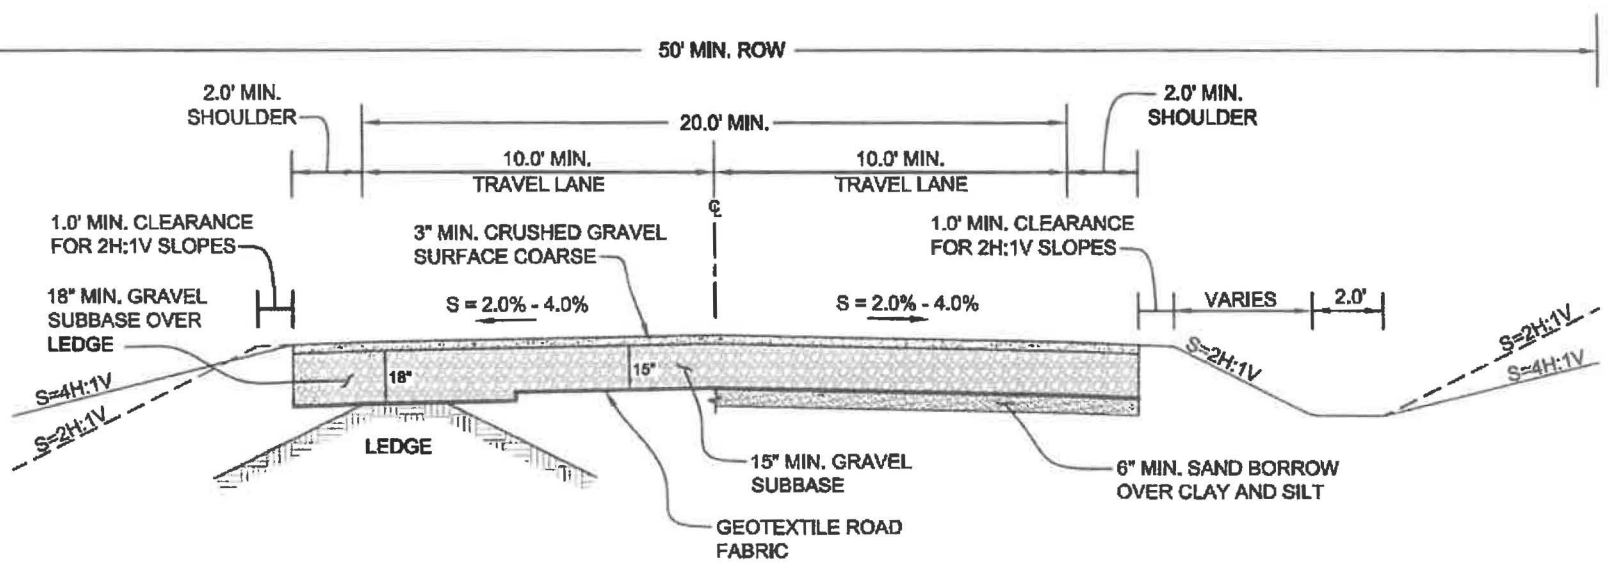 50' MIN. ROW
2.0' MIN.
SHOULDER
20.0' MIN.
2.0' MIN.
SHOULDER
10.0' MIN.
TRAVEL LANE
10.0' MIN.
TRAVEL LANE
℄
1.0' MIN. CLEARANCE
FOR 2H:1V SLOPES
3" MIN. CRUSHED GRAVEL
SURFACE COARSE
1.0' MIN. CLEARANCE
FOR 2H:1V SLOPES
18" MIN. GRAVEL
SUBBASE OVER
LEDGE
S = 2.0% - 4.0%
S = 2.0% - 4.0%
VARIES
2.0'
S=4H:1V
S=2H:1V
18"
15"
S=2H:1V
S=2H:1V
S=4H:1V
LEDGE
15" MIN. GRAVEL
SUBBASE
6" MIN. SAND BORROW
OVER CLAY AND SILT
GEOTEXTILE ROAD
FABRIC